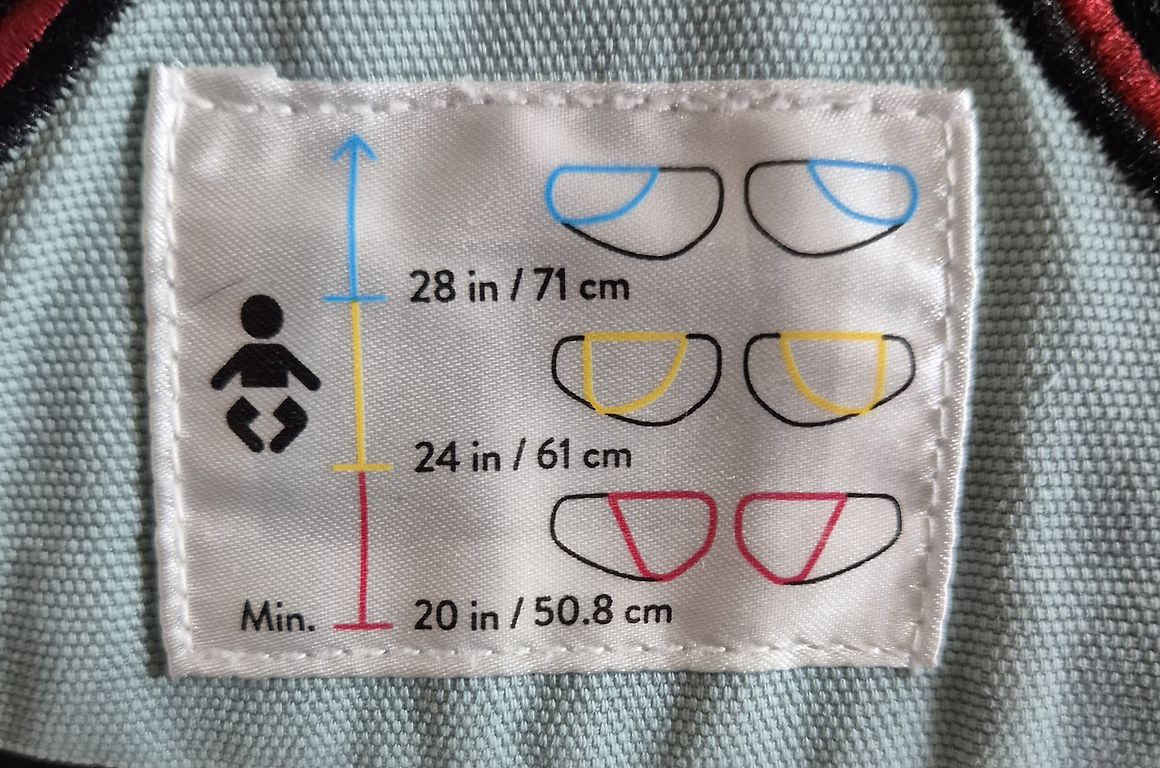 28 in / 71 cm
24 in / 61 cm
Min. 20 in / 50.8 cm